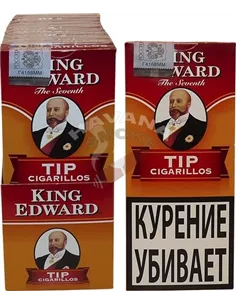 KING
EDWARD
The Seventh
TIP
CIGARILLOS
KING
EDWARD
TIP
CIGARILLOS
KING
EDWARD
The Seventh
TIP
CIGARILLOS
КУРЕНИЕ
УБИВАЕТ